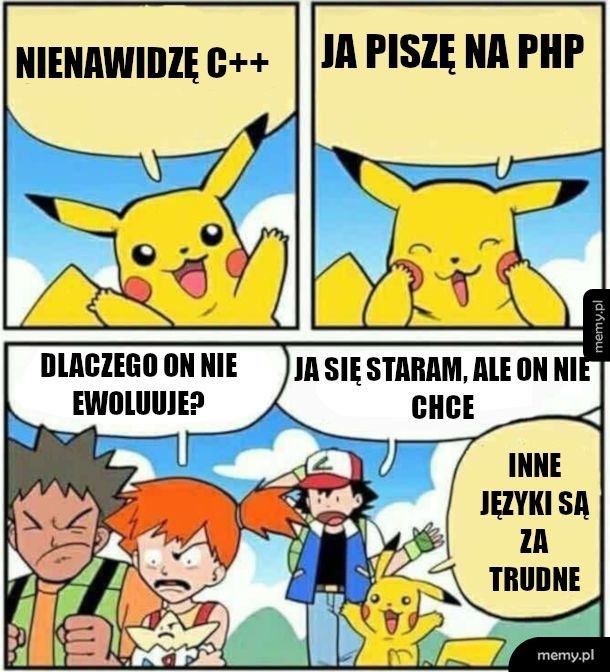 NIENAWIDZĘ C++
JA PISZĘ NA PHP
memy.pl
DLACZEGO ON NIE
EWOLUUJE?
JA SIĘ STARAM, ALE ON NIE
CHCE
INNE
JĘZYKI SĄ
ZA
TRUDNE
memy.pl